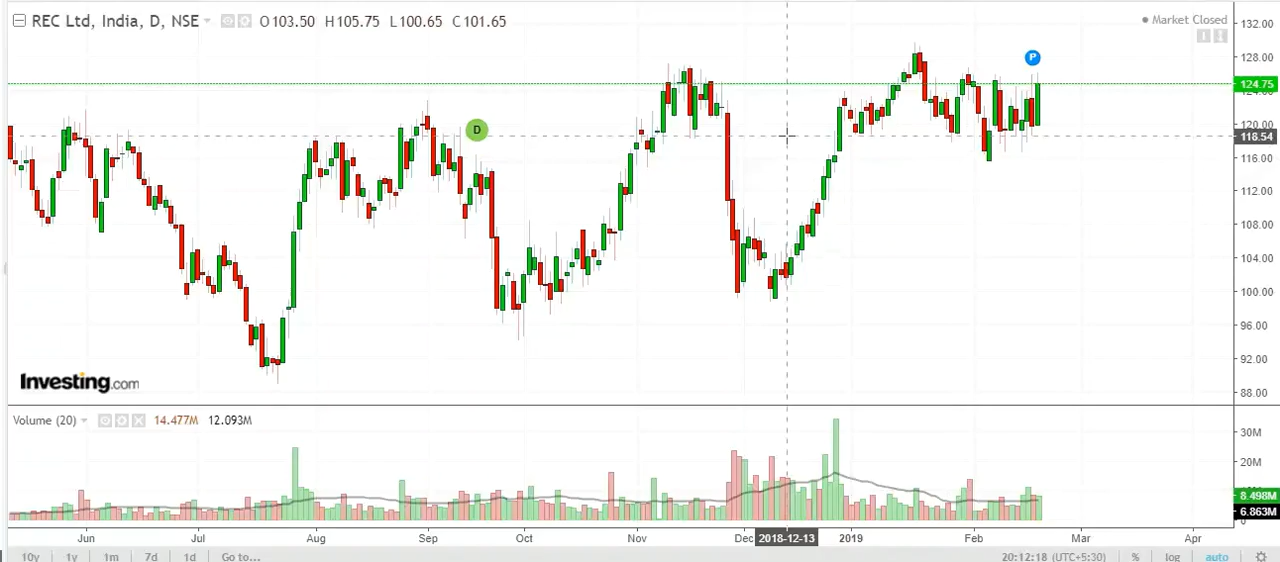 REC Ltd, India, D, NSE O103.50 H105.75 L100.65 C101.65
Market Closed
132.00
128.00
P
124.75
124.00
D
120.00
118.54
116.00
112.00
108.00
104.00
100.00
96.00
92.00
Investing.com
88.00
Volume (20) 14.477M 12.093M
30M
20M
8.498M
6.863M
0
Jun Jul Aug Sep Oct Nov Dec 2018-12-13 2019 Feb Mar Apr
10y 1y 1m 7d 1d Go to... 20:12:18 (UTC+5:30) % log auto